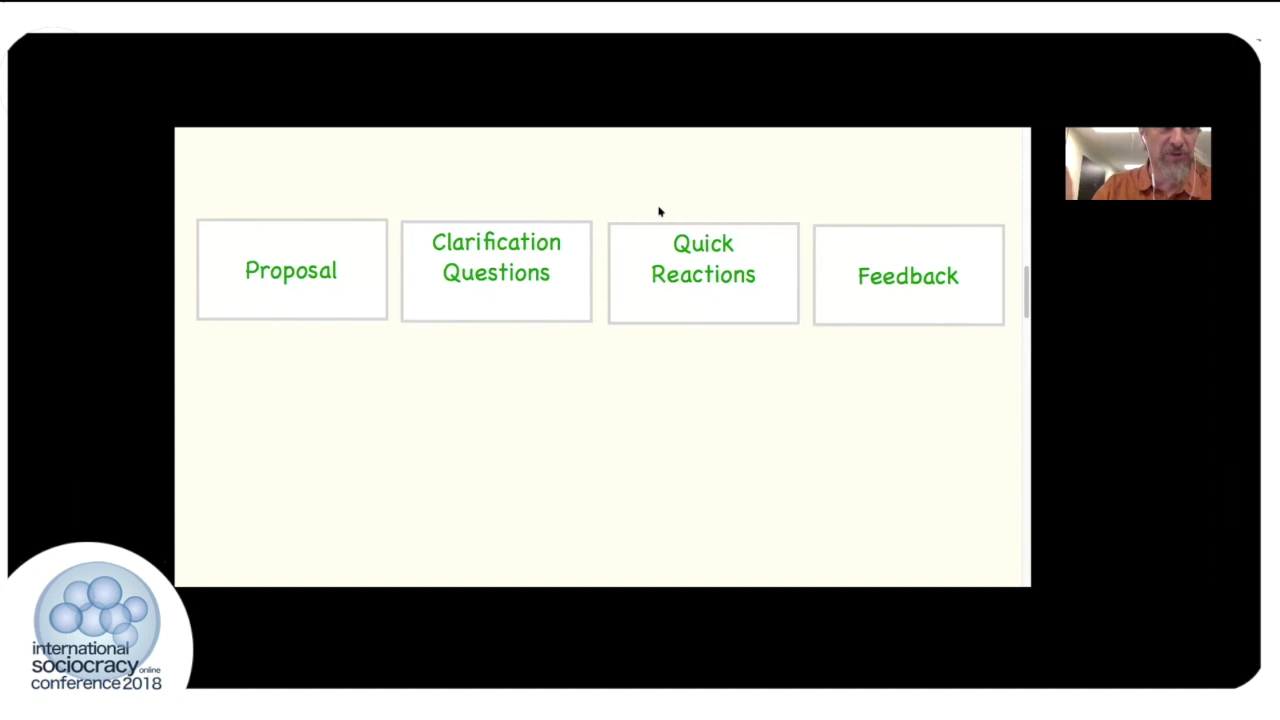 Proposal
Clarification
Questions
Quick
Reactions
Feedback
international
sociocracy online
conference 2018